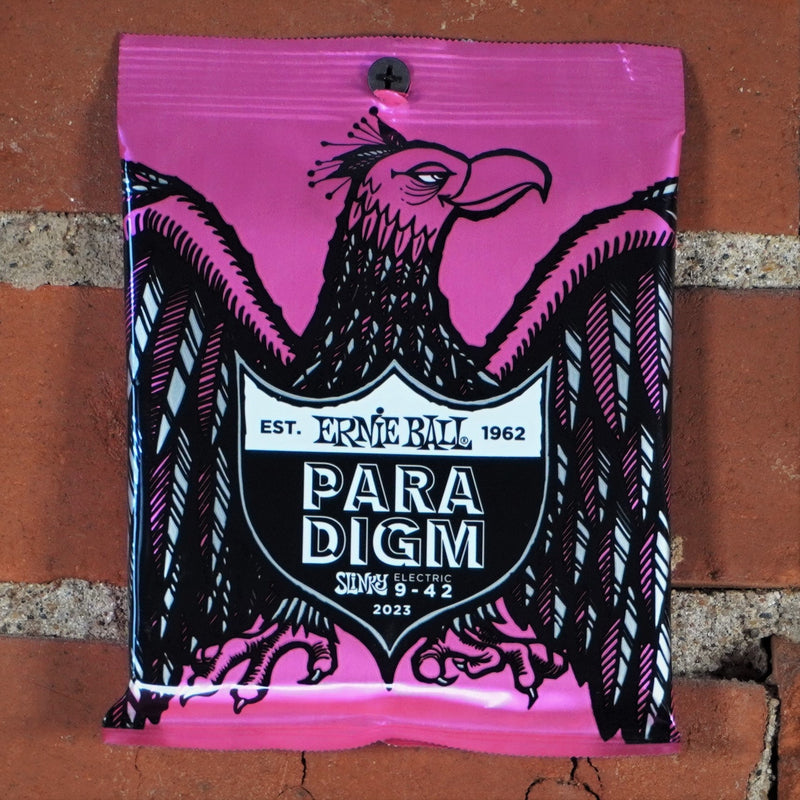 EST. ERNIE BALL® 1962
PARA
DIGM
SLINKY ELECTRIC
9-42
2023